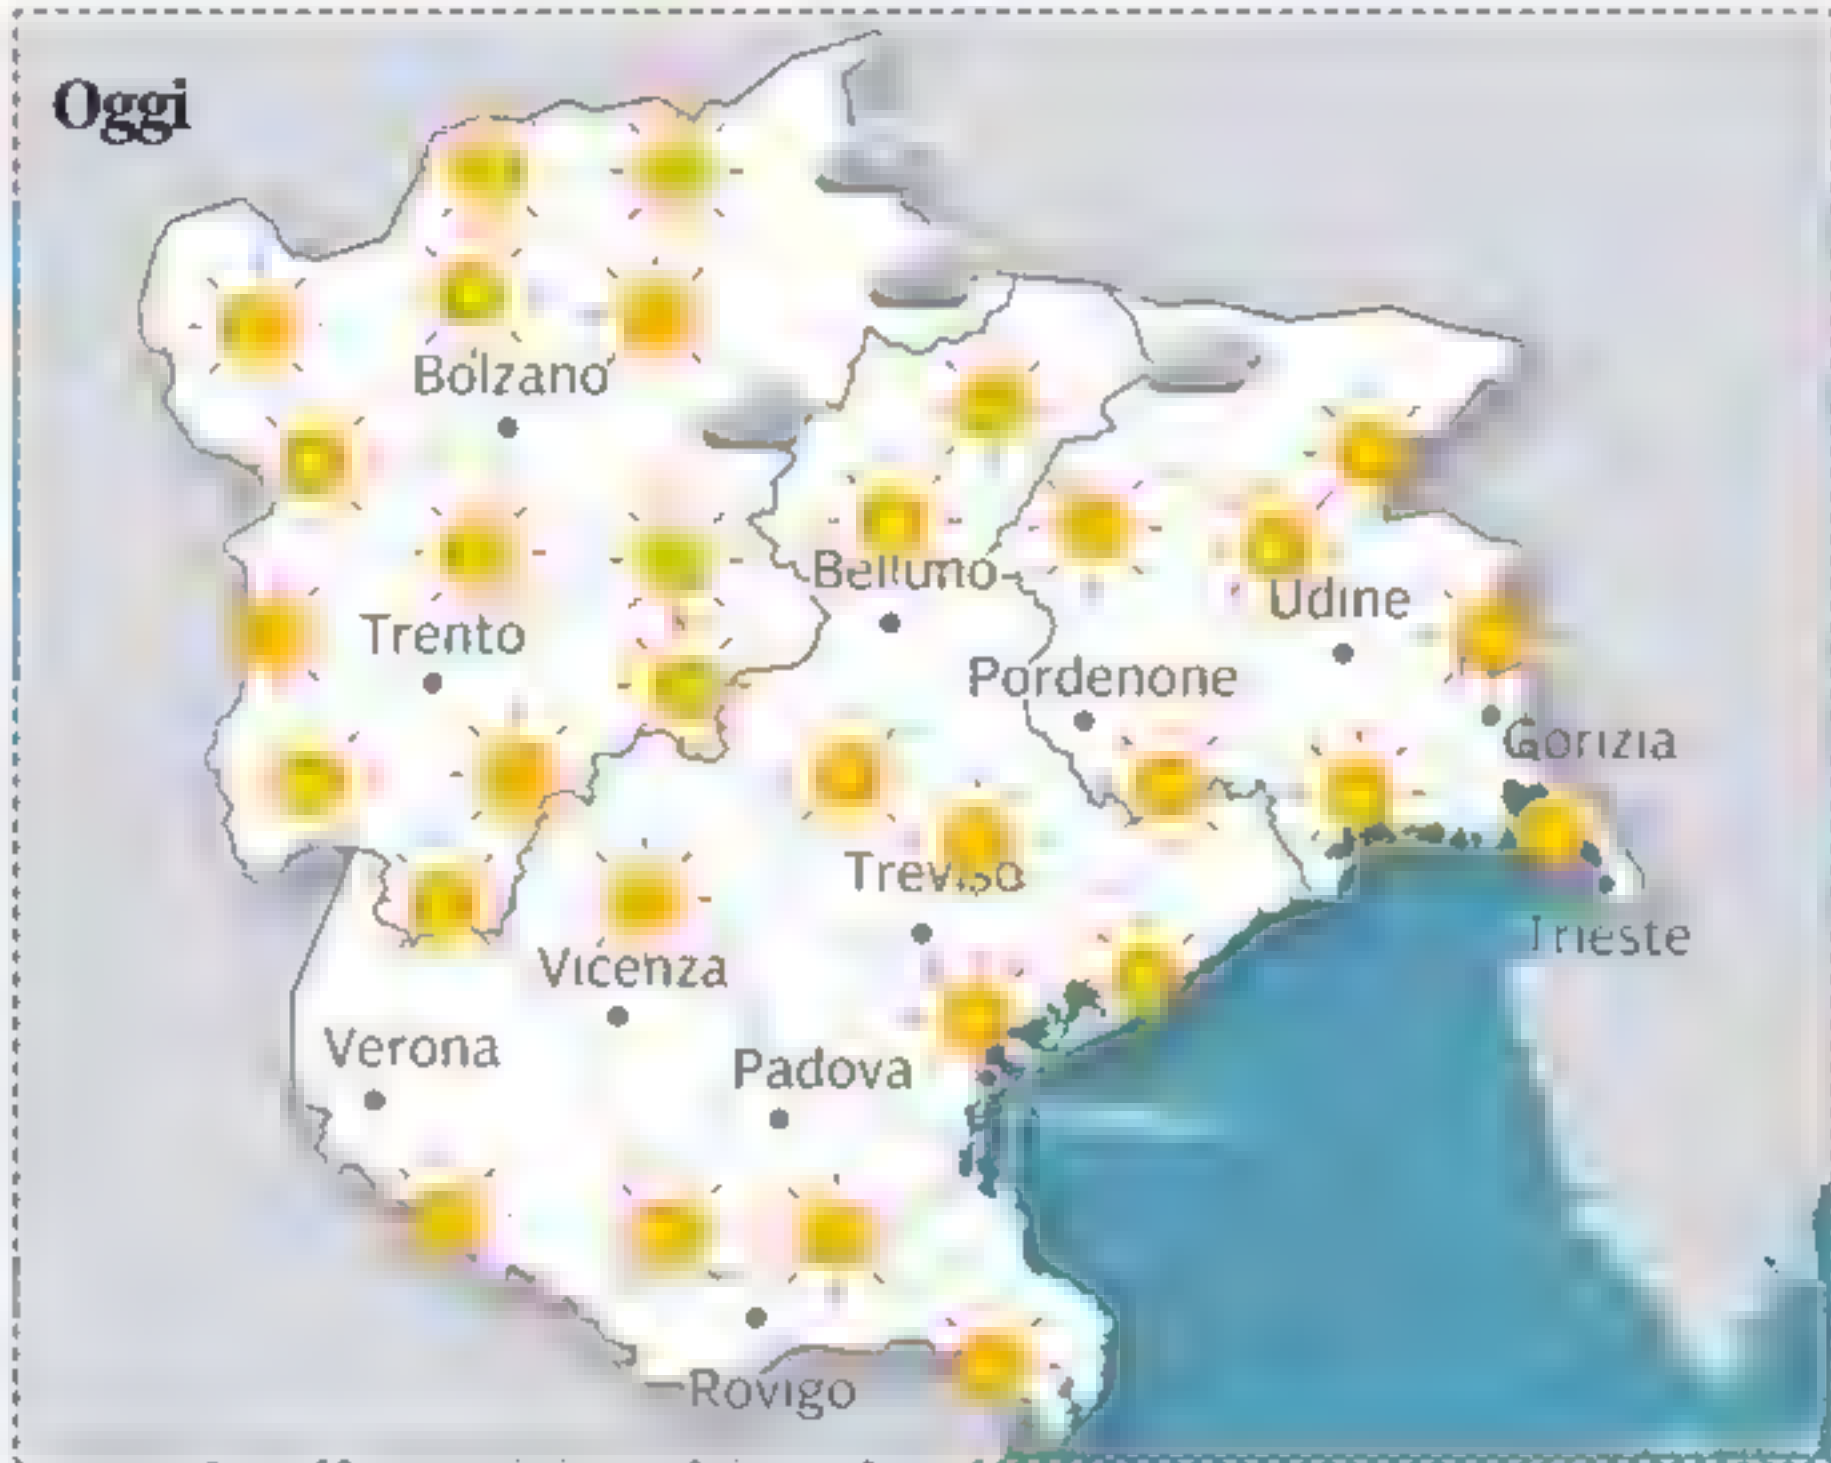 Oggi
Bolzano
Belluno
Udine
Trento
Pordenone
Gorizia
Treviso
Trieste
Vicenza
Verona
Padova
Rovigo